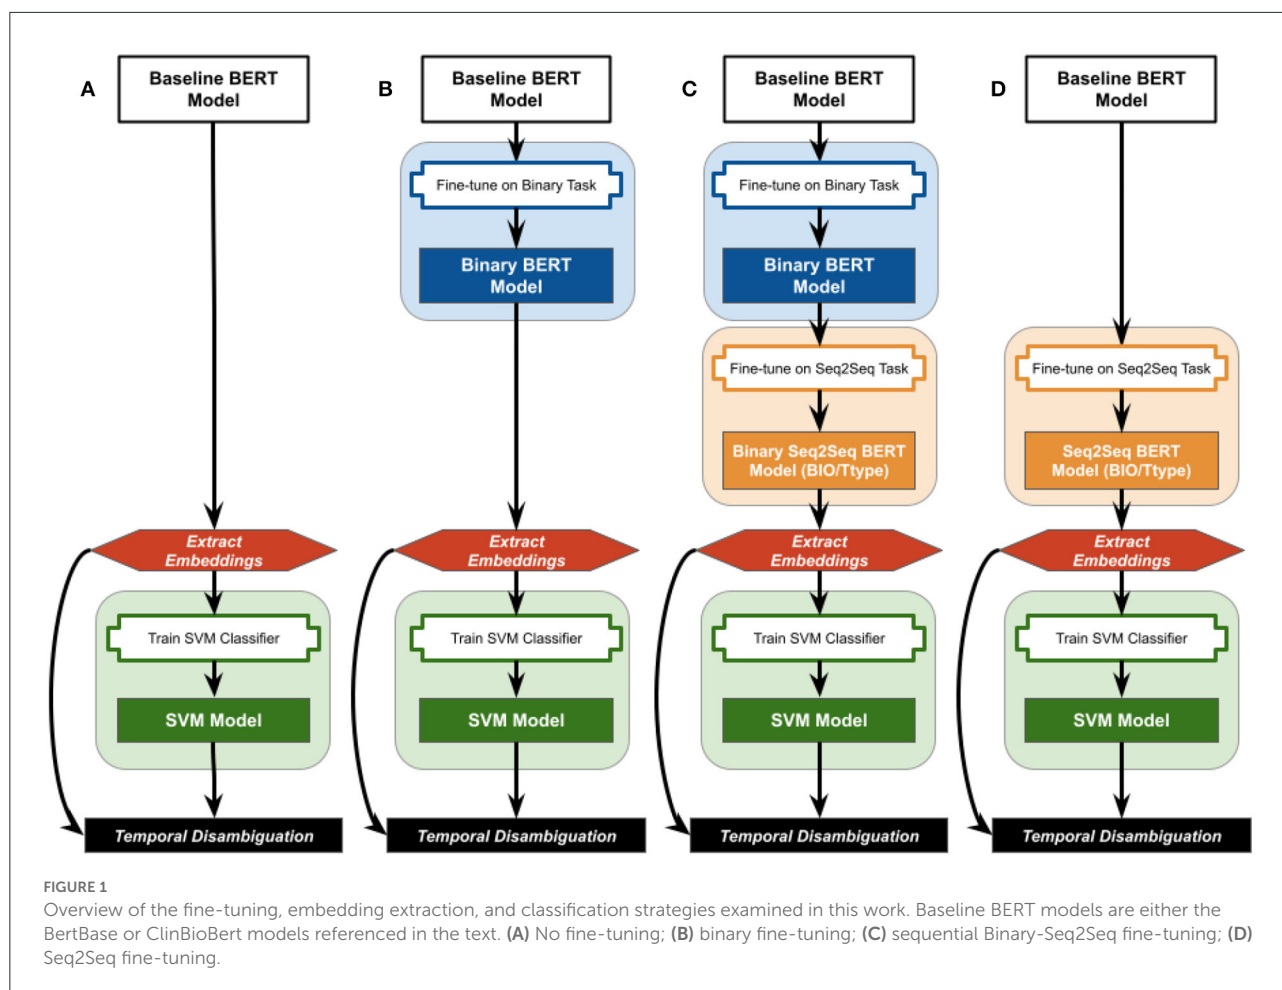 A
Baseline BERT
Model
Extract
Embeddings
Train SVM Classifier
SVM Model
Temporal Disambiguation
B
Baseline BERT
Model
Fine-tune on Binary Task
Binary BERT
Model
Extract
Embeddings
Train SVM Classifier
SVM Model
Temporal Disambiguation
C
Baseline BERT
Model
Fine-tune on Binary Task
Binary BERT
Model
Fine-tune on Seq2Seq Task
Binary Seq2Seq BERT
Model (BIO/Ttype)
Extract
Embeddings
Train SVM Classifier
SVM Model
Temporal Disambiguation
D
Baseline BERT
Model
Fine-tune on Seq2Seq Task
Seq2Seq BERT
Model (BIO/Ttype)
Extract
Embeddings
Train SVM Classifier
SVM Model
Temporal Disambiguation
FIGURE 1
Overview of the fine-tuning, embedding extraction, and classification strategies examined in this work. Baseline BERT models are either the
BertBase or ClinBioBert models referenced in the text. (A) No fine-tuning; (B) binary fine-tuning; (C) sequential Binary-Seq2Seq fine-tuning; (D)
Seq2Seq fine-tuning.